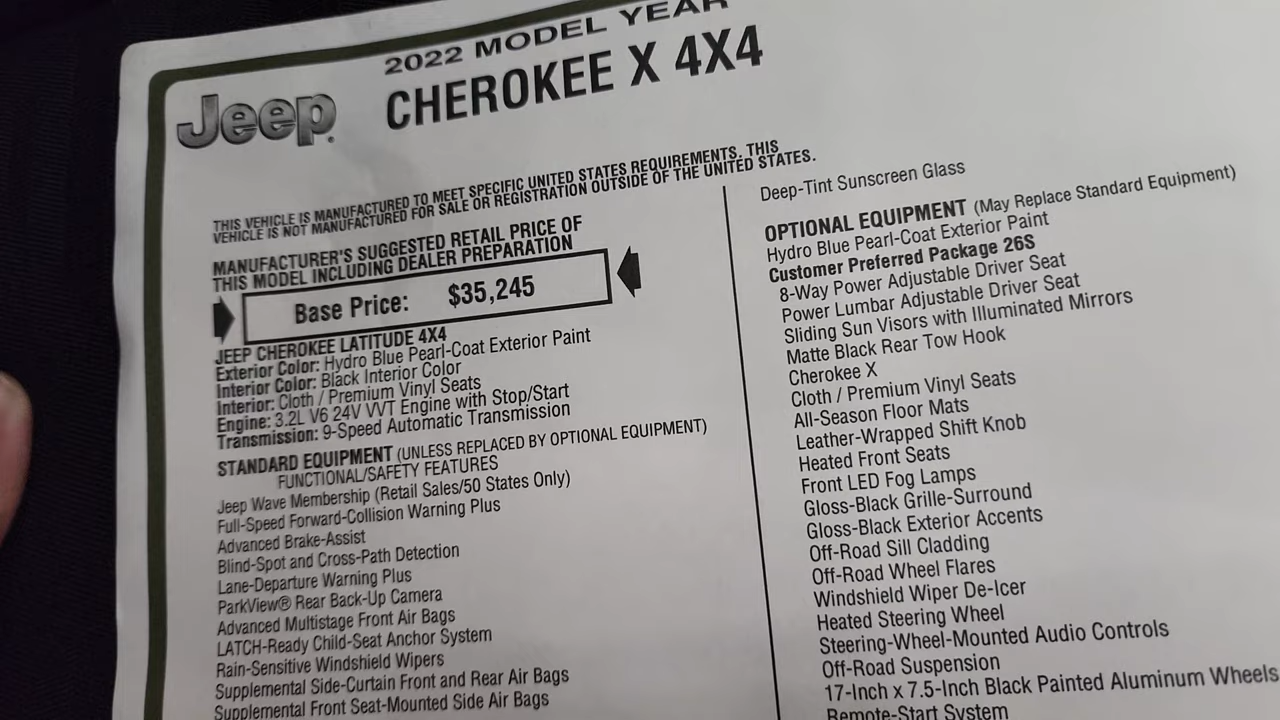 2022 MODEL YEAR
Jeep
CHEROKEE X 4X4
THIS VEHICLE IS MANUFACTURED TO MEET SPECIFIC UNITED STATES REQUIREMENTS. THIS
VEHICLE IS NOT MANUFACTURED FOR SALE OR REGISTRATION OUTSIDE OF THE UNITED STATES.
MANUFACTURER'S SUGGESTED RETAIL PRICE OF
THIS MODEL INCLUDING DEALER PREPARATION
Base Price: $35,245
JEEP CHEROKEE LATITUDE 4X4
Exterior Color: Hydro Blue Pearl-Coat Exterior Paint
Interior Color: Black Interior Color
Interior: Cloth / Premium Vinyl Seats
Engine: 3.2L V6 24V VVT Engine with Stop/Start
Transmission: 9-Speed Automatic Transmission
STANDARD EQUIPMENT (UNLESS REPLACED BY OPTIONAL EQUIPMENT)
FUNCTIONAL/SAFETY FEATURES
Jeep Wave Membership (Retail Sales/50 States Only)
Full-Speed Forward-Collision Warning Plus
Advanced Brake-Assist
Blind-Spot and Cross-Path Detection
Lane-Departure Warning Plus
ParkView® Rear Back-Up Camera
Advanced Multistage Front Air Bags
LATCH-Ready Child-Seat Anchor System
Rain-Sensitive Windshield Wipers
Supplemental Side-Curtain Front and Rear Air Bags
Supplemental Front Seat-Mounted Side Air Bags
Deep-Tint Sunscreen Glass
OPTIONAL EQUIPMENT (May Replace Standard Equipment)
Hydro Blue Pearl-Coat Exterior Paint
Customer Preferred Package 26S
8-Way Power Adjustable Driver Seat
Power Lumbar Adjustable Driver Seat
Sliding Sun Visors with Illuminated Mirrors
Matte Black Rear Tow Hook
Cherokee X
Cloth / Premium Vinyl Seats
All-Season Floor Mats
Leather-Wrapped Shift Knob
Heated Front Seats
Front LED Fog Lamps
Gloss-Black Grille-Surround
Gloss-Black Exterior Accents
Off-Road Sill Cladding
Off-Road Wheel Flares
Windshield Wiper De-Icer
Heated Steering Wheel
Steering-Wheel-Mounted Audio Controls
Off-Road Suspension
17-Inch x 7.5-Inch Black Painted Aluminum Wheels
Remote-Start System